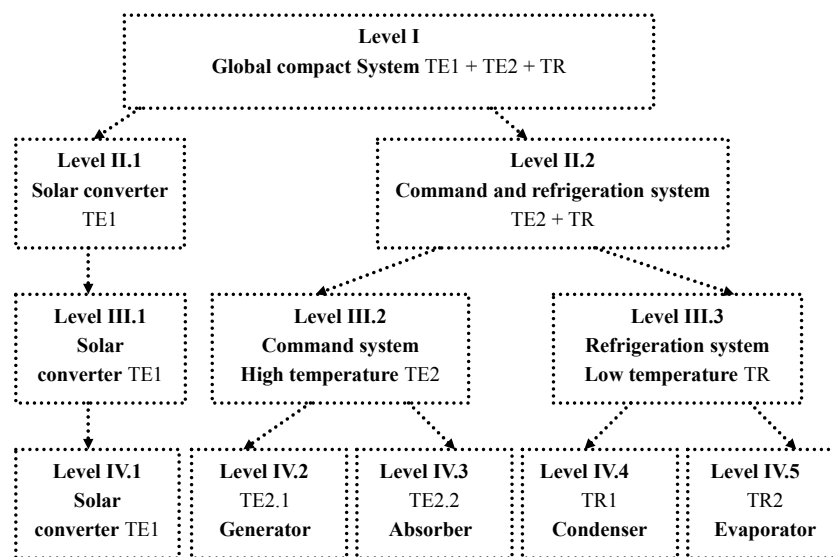 Level I
Global compact System TE1 + TE2 + TR
Level II.1
Solar converter
TE1
Level II.2
Command and refrigeration system
TE2 + TR
Level III.1
Solar
converter TE1
Level III.2
Command system
High temperature TE2
Level III.3
Refrigeration system
Low temperature TR
Level IV.1
Solar
converter TE1
Level IV.2
TE2.1
Generator
Level IV.3
TE2.2
Absorber
Level IV.4
TR1
Condenser
Level IV.5
TR2
Evaporator